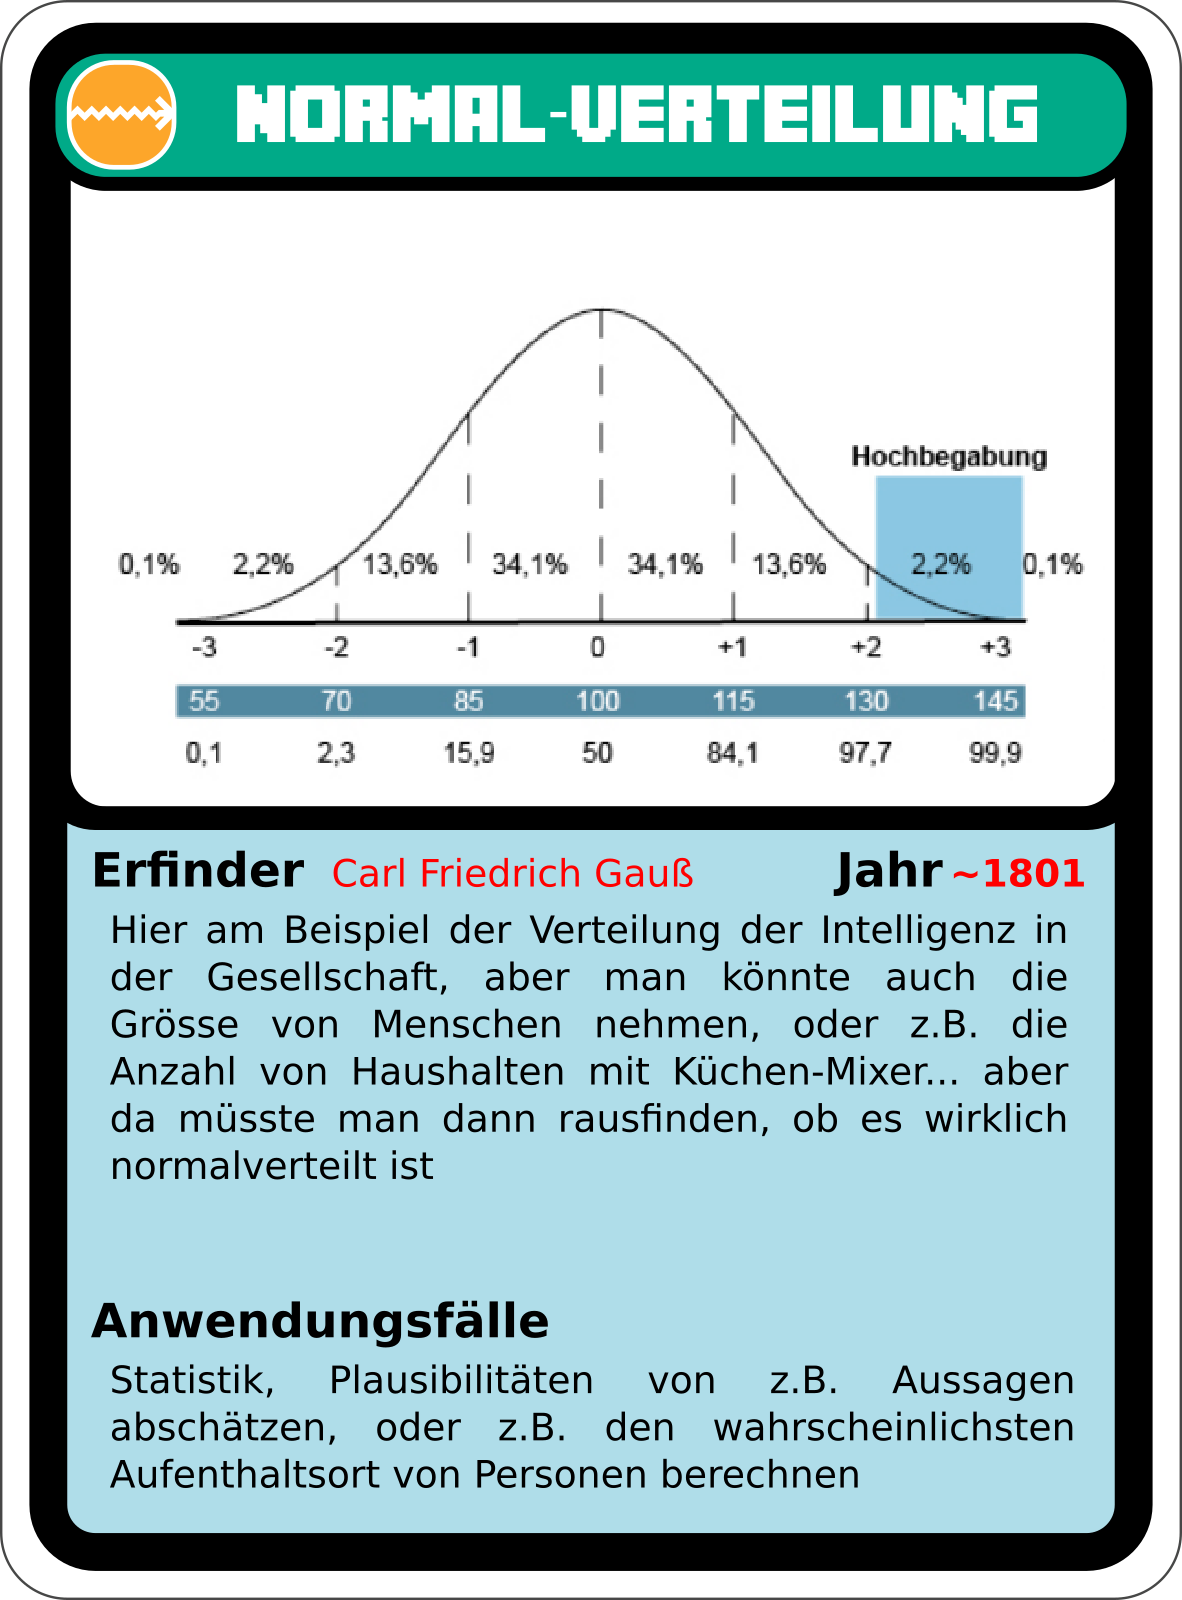 NORMAL-VERTEILUNG
Hochbegabung
0,1% 2,2% 13,6% 34,1% 34,1% 13,6% 2,2% 0,1%
-3 -2 -1 0 +1 +2 +3
55 70 85 100 115 130 145
0,1 2,3 15,9 50 84,1 97,7 99,9
Erfinder Carl Friedrich Gauß Jahr ~1801
Hier am Beispiel der Verteilung der Intelligenz in
der Gesellschaft, aber man könnte auch die
Grösse von Menschen nehmen, oder z.B. die
Anzahl von Haushalten mit Küchen-Mixer... aber
da müsste man dann rausfinden, ob es wirklich
normalverteilt ist
Anwendungsfälle
Statistik, Plausibilitäten von z.B. Aussagen
abschätzen, oder z.B. den wahrscheinlichsten
Aufenthaltsort von Personen berechnen